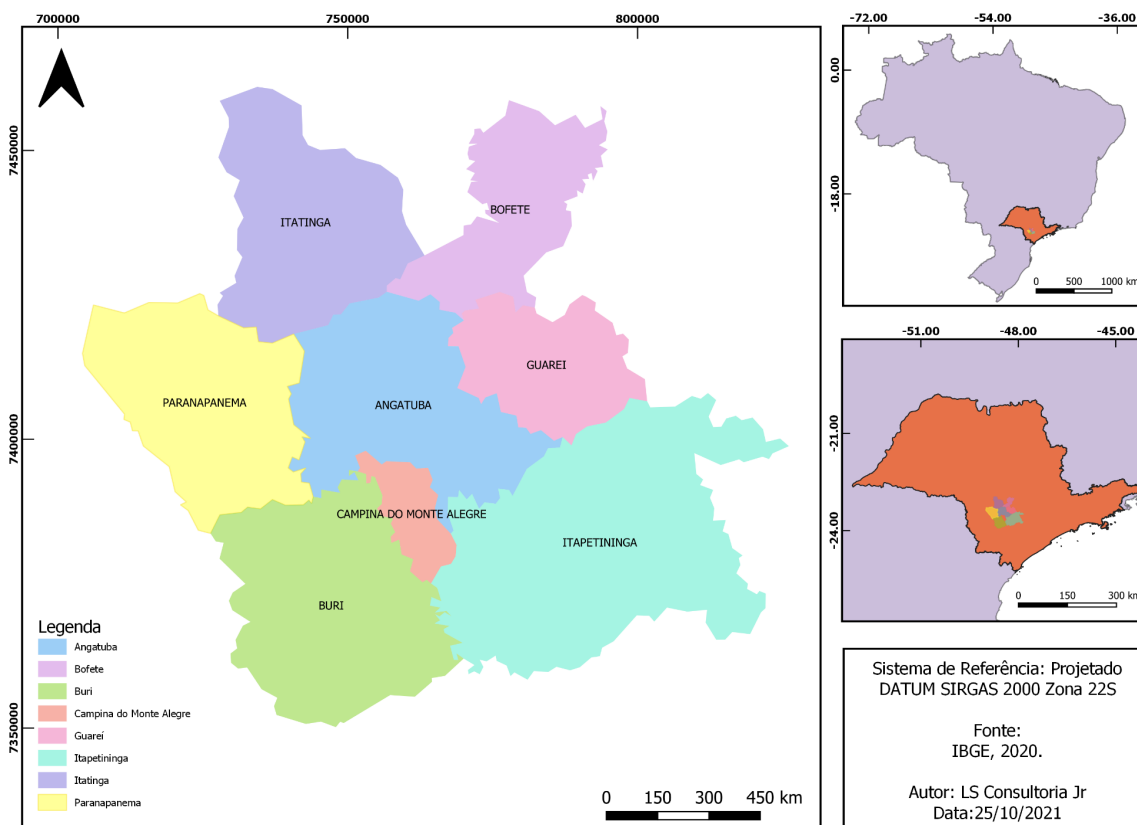 700000
750000
800000
7450000
7400000
7350000
ITATINGA
BOFETE
GUAREI
PARANAPANEMA
ANGATUBA
CAMPINA DO MONTE ALEGRE
ITAPETININGA
BURI
Legenda
Angatuba
Bofete
Buri
Campina do Monte Alegre
Guareí
Itapetininga
Itatinga
Paranapanema
0 150 300 450 km
-72.00
-54.00
-36.00
0.00
-18.00
0 500 1000 km
-51.00
-48.00
-45.00
-21.00
-24.00
0 150 300 km
Sistema de Referência: Projetado
DATUM SIRGAS 2000 Zona 22S
Fonte:
IBGE, 2020.
Autor: LS Consultoria Jr
Data:25/10/2021